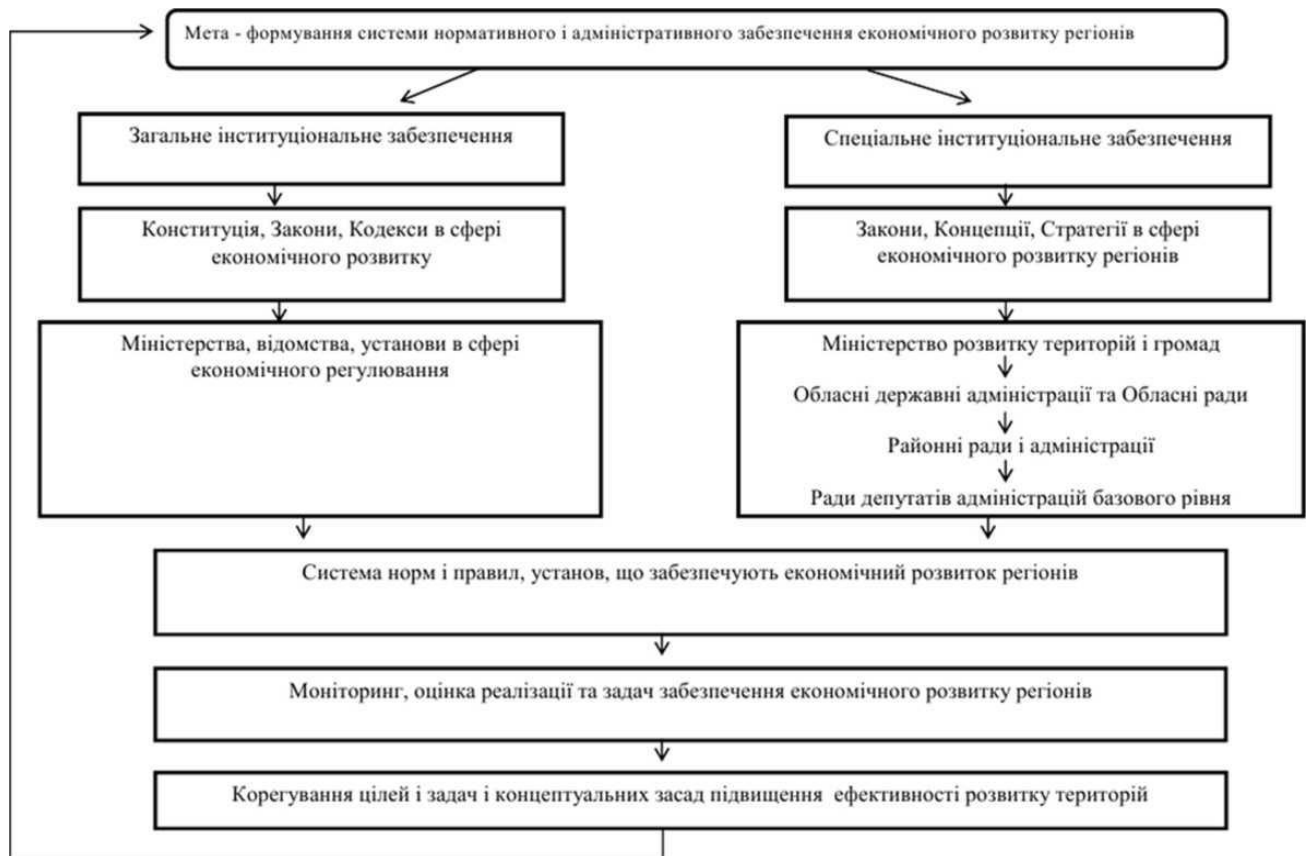 Мета - формування системи нормативного і адміністративного забезпечення економічного розвитку регіонів
Загальне інституціональне забезпечення
Спеціальне інституціональне забезпечення
Конституція, Закони, Кодекси в сфері
економічного розвитку
Закони, Концепції, Стратегії в сфері
економічного розвитку регіонів
Міністерства, відомства, установи в сфері
економічного регулювання
Міністерство розвитку територій і громад
Обласні державні адміністрації та Обласні ради
Районні ради і адміністрації
Ради депутатів адміністрацій базового рівня
Система норм і правил, установ, що забезпечують економічний розвиток регіонів
Моніторинг, оцінка реалізації та задач забезпечення економічного розвитку регіонів
Корегування цілей і задач і концептуальних засад підвищення ефективності розвитку територій